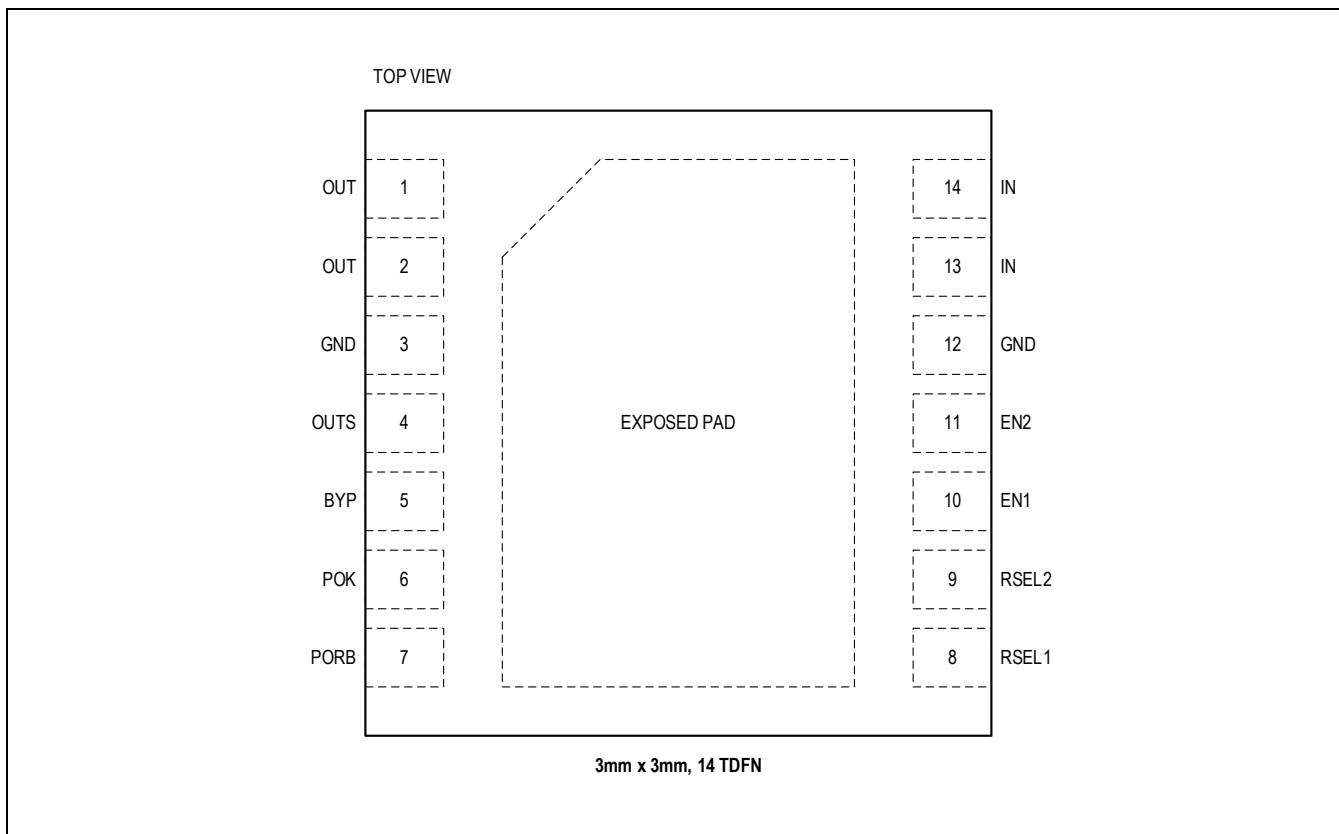 TOP VIEW
OUT 1 14 IN
OUT 2 13 IN
GND 3 12 GND
OUTS 4 EXPOSED PAD 11 EN2
BYP 5 10 EN1
POK 6 9 RSEL2
PORB 7 8 RSEL1
3mm x 3mm, 14 TDFN